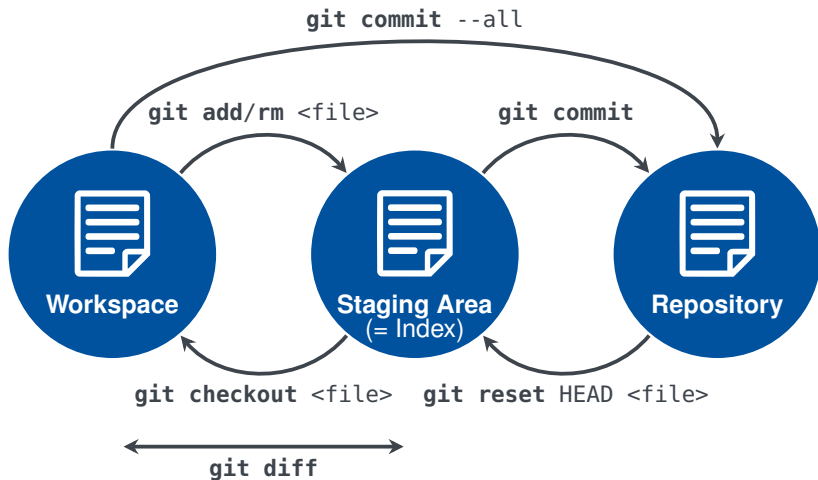 git commit --all
git add/rm <file>
git commit
Workspace
Staging Area
(= Index)
Repository
git checkout <file>
git reset HEAD <file>
git diff